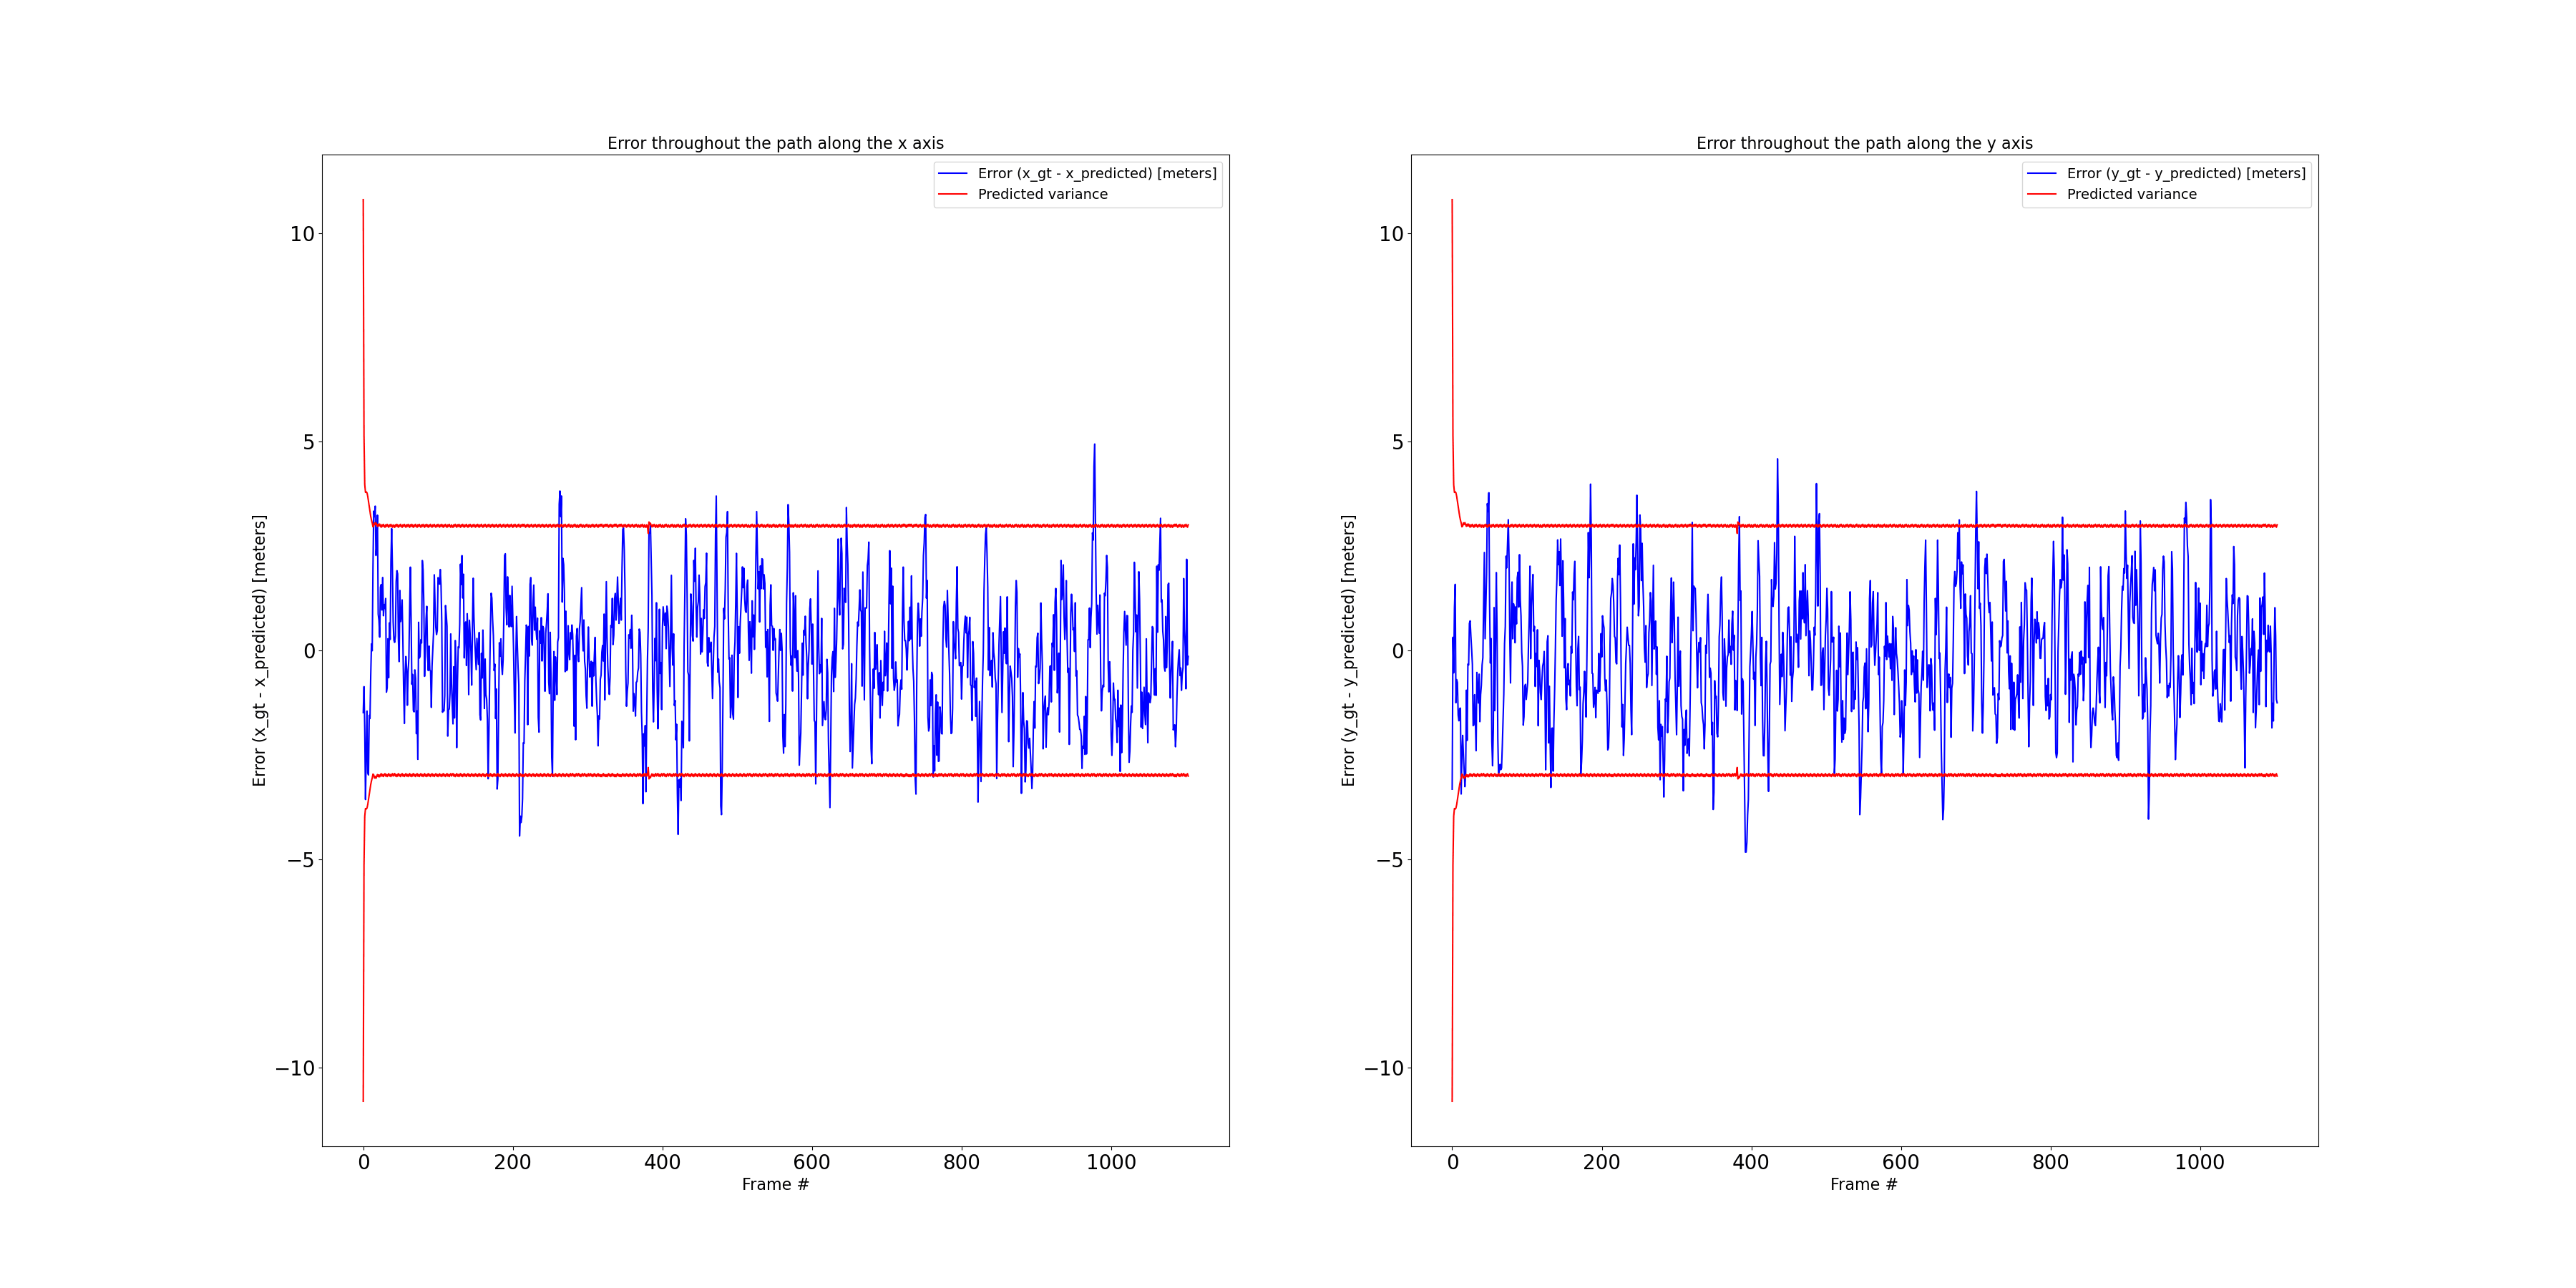 Error throughout the path along the x axis
Error (x_gt - x_predicted) [meters]
Predicted variance
10
5
0
−5
−10
Error (x_gt - x_predicted) [meters]
0 200 400 600 800 1000
Frame #
Error throughout the path along the y axis
Error (y_gt - y_predicted) [meters]
Predicted variance
10
5
0
−5
−10
Error (y_gt - y_predicted) [meters]
0 200 400 600 800 1000
Frame #